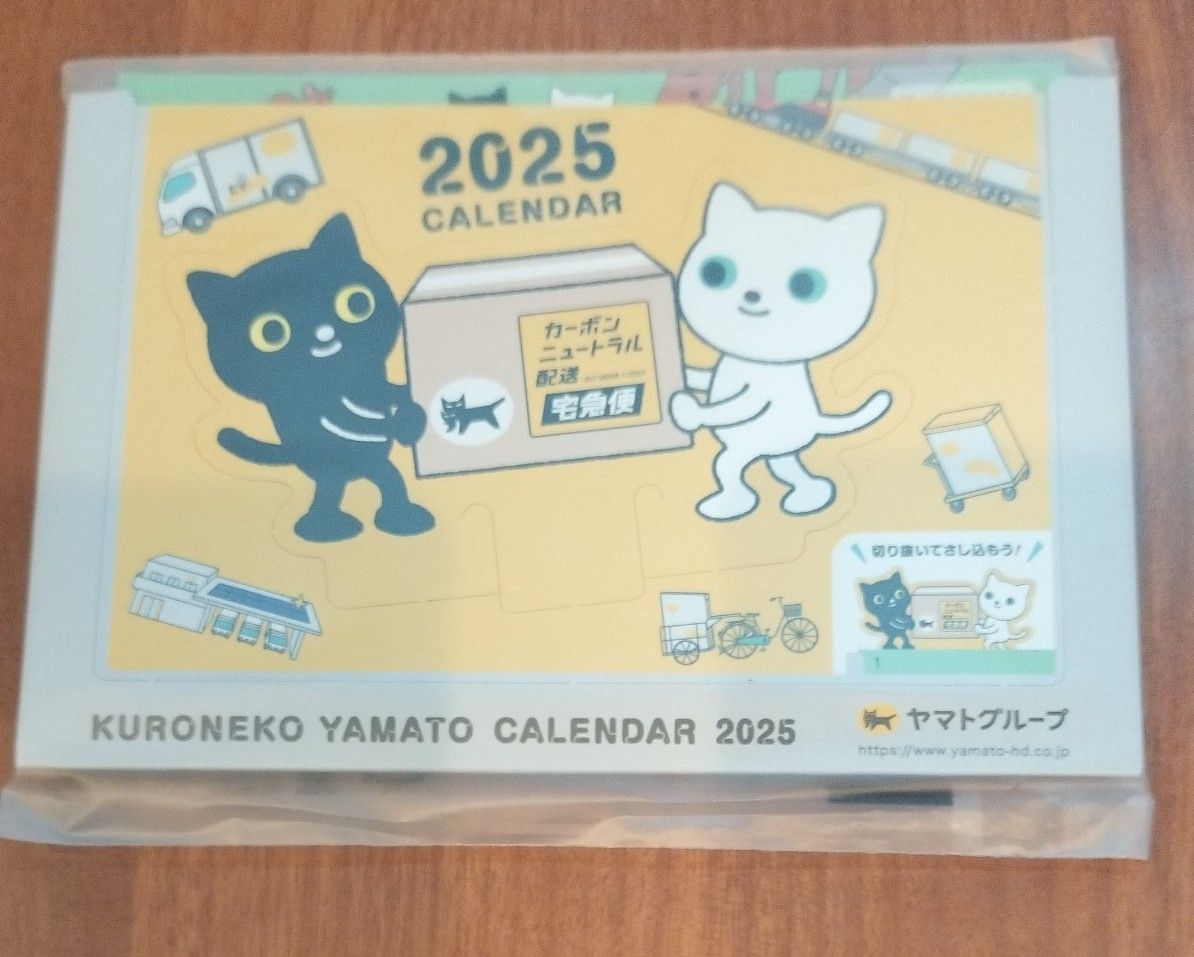 2025
CALENDAR
カーボン
ニュートラル
配送
宅急便
切り抜いてさし込もう!
1
KURONEKO YAMATO CALENDAR 2025
ヤマトグループ
https://www.yamato-hd.co.jp